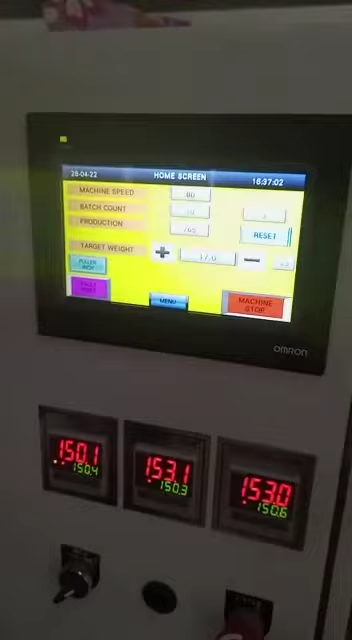 28-04-22 HOME SCREEN 16:37:02
MACHINE SPEED 80
BATCH COUNT
PRODUCTION
RESET
TARGET WEIGHT + 17.0 -
PULLER
MENU
MACHINE STOP
OMRON
150.1 153.1 153.0
150.4 150.3 150.6